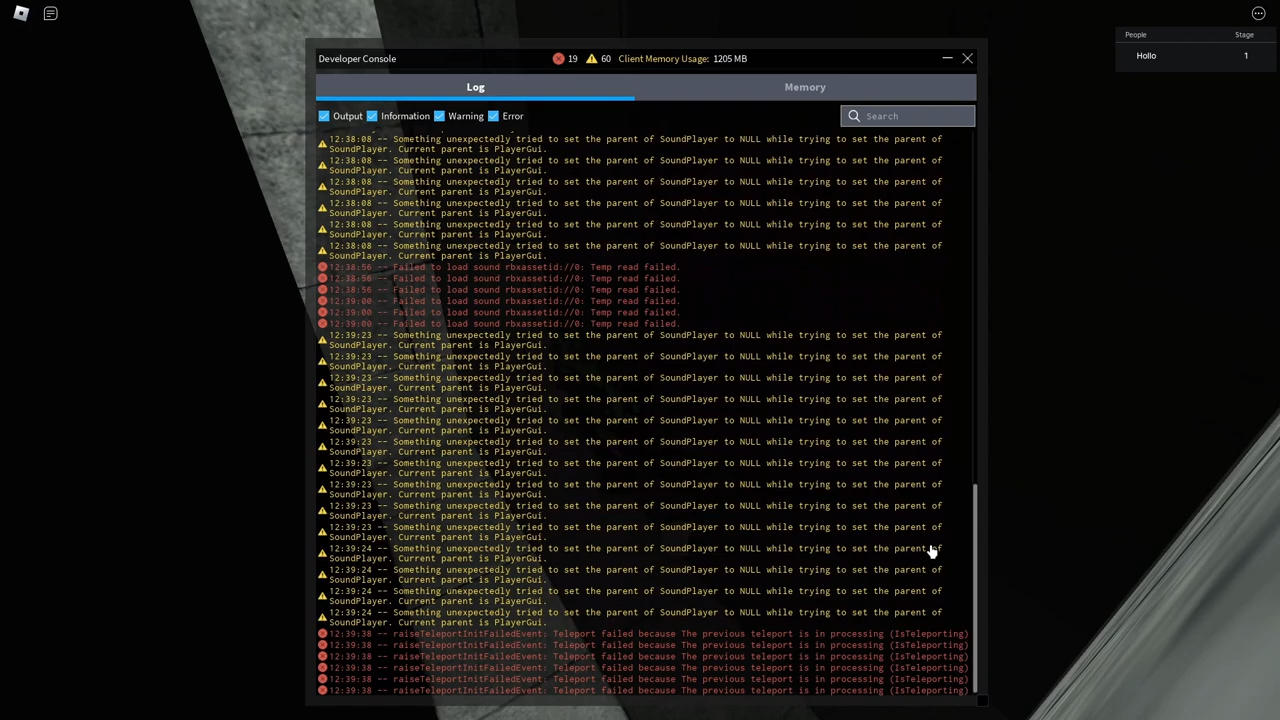 People Stage
Hollo 1
Developer Console 19 60 Client Memory Usage: 1205 MB
Log Memory
Output Information Warning Error Search
12:38:08 -- Something unexpectedly tried to set the parent of SoundPlayer to NULL while trying to set the parent of
SoundPlayer. Current parent is PlayerGui.
12:38:08 -- Something unexpectedly tried to set the parent of SoundPlayer to NULL while trying to set the parent of
SoundPlayer. Current parent is PlayerGui.
12:38:08 -- Something unexpectedly tried to set the parent of SoundPlayer to NULL while trying to set the parent of
SoundPlayer. Current parent is PlayerGui.
12:38:08 -- Something unexpectedly tried to set the parent of SoundPlayer to NULL while trying to set the parent of
SoundPlayer. Current parent is PlayerGui.
12:38:08 -- Something unexpectedly tried to set the parent of SoundPlayer to NULL while trying to set the parent of
SoundPlayer. Current parent is PlayerGui.
12:38:08 -- Something unexpectedly tried to set the parent of SoundPlayer to NULL while trying to set the parent of
SoundPlayer. Current parent is PlayerGui.
12:38:56 -- Failed to load sound rbxassetid://0: Temp read failed.
12:38:56 -- Failed to load sound rbxassetid://0: Temp read failed.
12:38:56 -- Failed to load sound rbxassetid://0: Temp read failed.
12:39:00 -- Failed to load sound rbxassetid://0: Temp read failed.
12:39:00 -- Failed to load sound rbxassetid://0: Temp read failed.
12:39:00 -- Failed to load sound rbxassetid://0: Temp read failed.
12:39:23 -- Something unexpectedly tried to set the parent of SoundPlayer to NULL while trying to set the parent of
SoundPlayer. Current parent is PlayerGui.
12:39:23 -- Something unexpectedly tried to set the parent of SoundPlayer to NULL while trying to set the parent of
SoundPlayer. Current parent is PlayerGui.
12:39:23 -- Something unexpectedly tried to set the parent of SoundPlayer to NULL while trying to set the parent of
SoundPlayer. Current parent is PlayerGui.
12:39:23 -- Something unexpectedly tried to set the parent of SoundPlayer to NULL while trying to set the parent of
SoundPlayer. Current parent is PlayerGui.
12:39:23 -- Something unexpectedly tried to set the parent of SoundPlayer to NULL while trying to set the parent of
SoundPlayer. Current parent is PlayerGui.
12:39:23 -- Something unexpectedly tried to set the parent of SoundPlayer to NULL while trying to set the parent of
SoundPlayer. Current parent is PlayerGui.
12:39:23 -- Something unexpectedly tried to set the parent of SoundPlayer to NULL while trying to set the parent of
SoundPlayer. Current parent is PlayerGui.
12:39:23 -- Something unexpectedly tried to set the parent of SoundPlayer to NULL while trying to set the parent of
SoundPlayer. Current parent is PlayerGui.
12:39:23 -- Something unexpectedly tried to set the parent of SoundPlayer to NULL while trying to set the parent of
SoundPlayer. Current parent is PlayerGui.
12:39:23 -- Something unexpectedly tried to set the parent of SoundPlayer to NULL while trying to set the parent of
SoundPlayer. Current parent is PlayerGui.
12:39:24 -- Something unexpectedly tried to set the parent of SoundPlayer to NULL while trying to set the parent of
SoundPlayer. Current parent is PlayerGui.
12:39:24 -- Something unexpectedly tried to set the parent of SoundPlayer to NULL while trying to set the parent of
SoundPlayer. Current parent is PlayerGui.
12:39:24 -- Something unexpectedly tried to set the parent of SoundPlayer to NULL while trying to set the parent of
SoundPlayer. Current parent is PlayerGui.
12:39:24 -- Something unexpectedly tried to set the parent of SoundPlayer to NULL while trying to set the parent of
SoundPlayer. Current parent is PlayerGui.
12:39:38 -- raiseTeleportInitFailedEvent: Teleport failed because The previous teleport is in processing (IsTeleporting)
12:39:38 -- raiseTeleportInitFailedEvent: Teleport failed because The previous teleport is in processing (IsTeleporting)
12:39:38 -- raiseTeleportInitFailedEvent: Teleport failed because The previous teleport is in processing (IsTeleporting)
12:39:38 -- raiseTeleportInitFailedEvent: Teleport failed because The previous teleport is in processing (IsTeleporting)
12:39:38 -- raiseTeleportInitFailedEvent: Teleport failed because The previous teleport is in processing (IsTeleporting)
12:39:38 -- raiseTeleportInitFailedEvent: Teleport failed because The previous teleport is in processing (IsTeleporting)